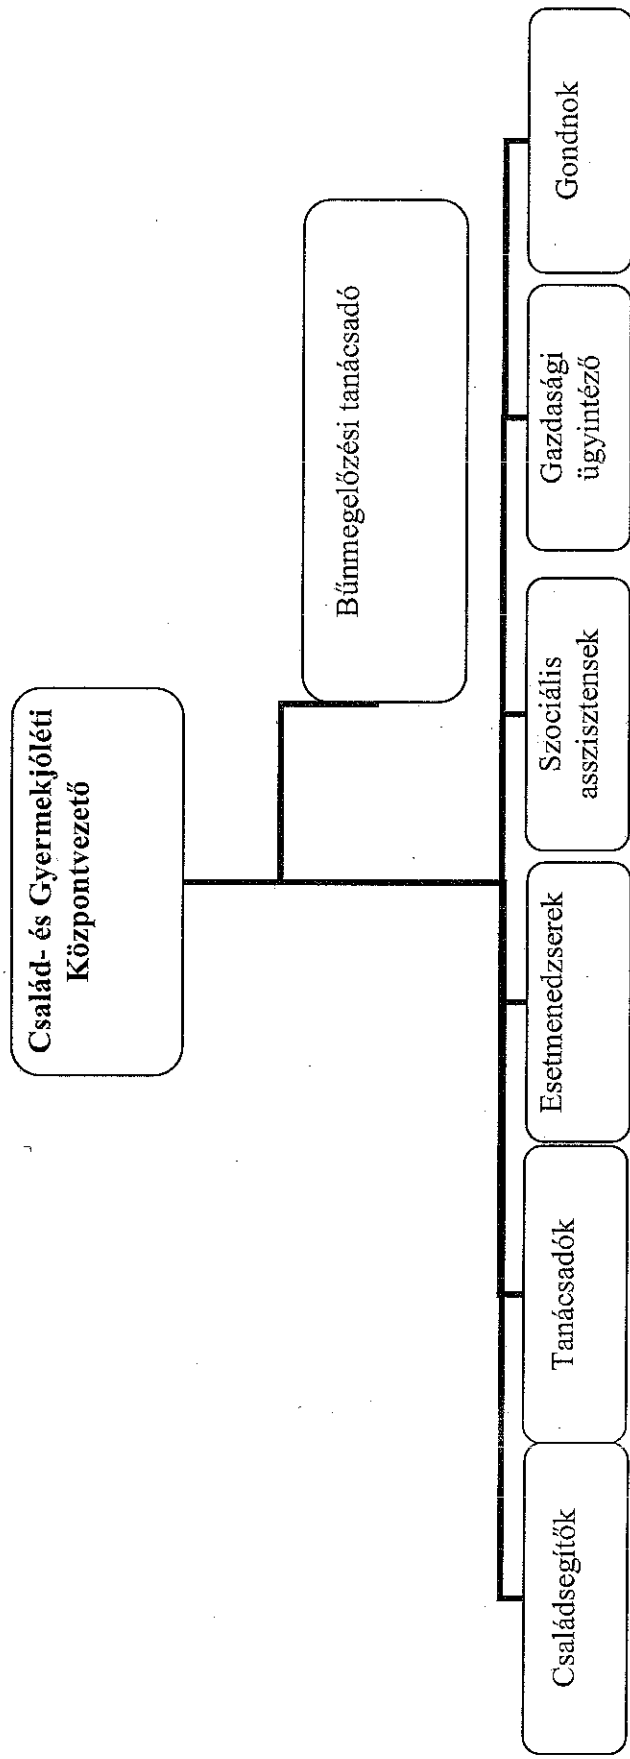 Család- és Gyermekjóléti
Központvezető
Bűnmegelőzési tanácsadó
Családsegítők
Tanácsadók
Esetmenedzserek
Szociális
asszisztensek
Gazdasági
ügyintéző
Gondnok